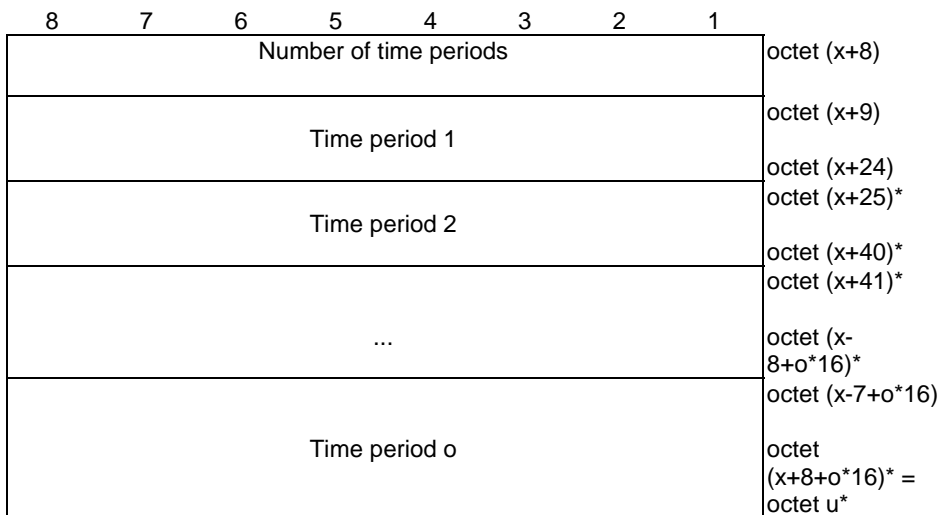 8 7 6 5 4 3 2 1
Number of time periods
octet (x+8)
octet (x+9)
Time period 1
octet (x+24)
octet (x+25)*
Time period 2
octet (x+40)*
octet (x+41)*
...
octet (x-
8+o*16)*
octet (x-7+o*16)
Time period o
octet
(x+8+o*16)* =
octet u*